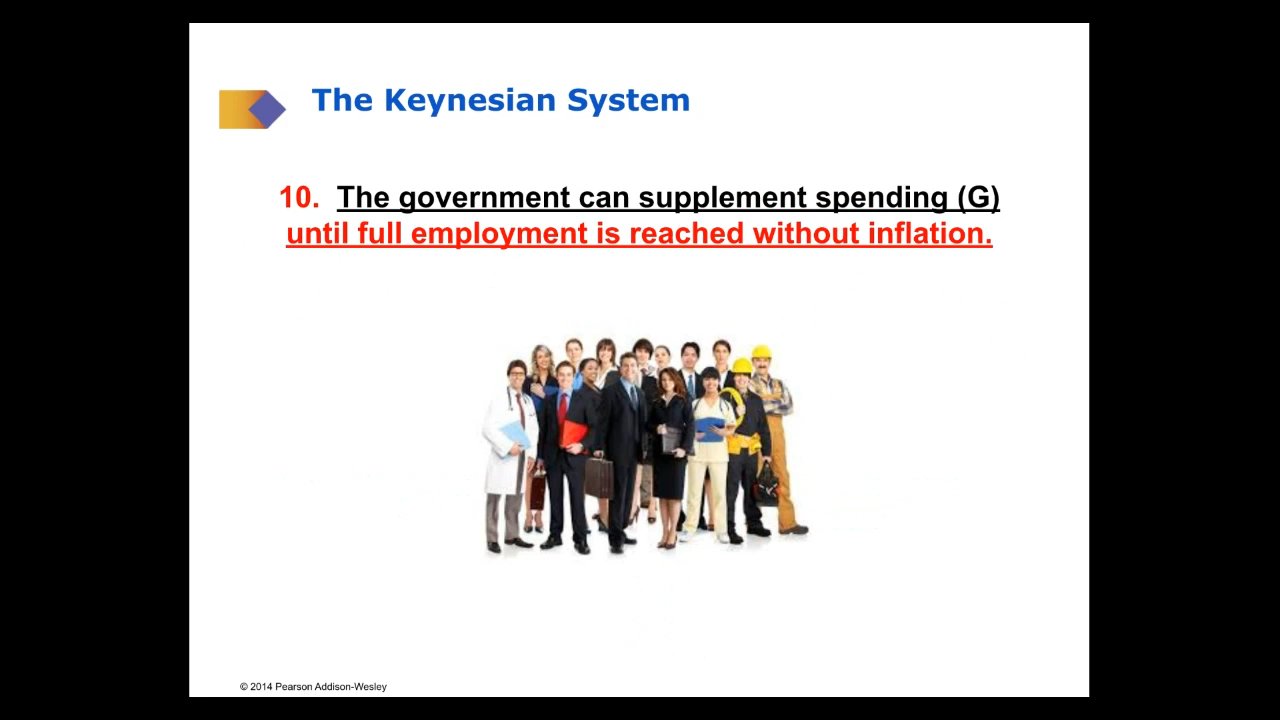 The Keynesian System
10. The government can supplement spending (G)
until full employment is reached without inflation.
© 2014 Pearson Addison-Wesley